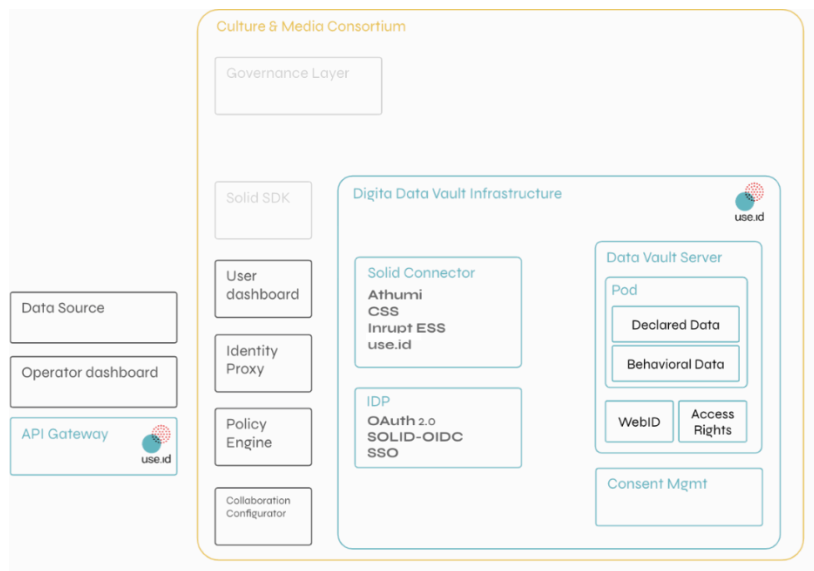 Culture & Media Consortium
Governance Layer
Solid SDK
User
dashboard
Identity
Proxy
Policy
Engine
Collaboration
Configurator
Data Source
Operator dashboard
API Gateway
use.id
Digita Data Vault Infrastructure
use.id
Solid Connector
Athumi
CSS
Inrupt ESS
use.id
IDP
OAuth 2.0
SOLID-OIDC
SSO
Data Vault Server
Pod
Declared Data
Behavioral Data
WebID
Access
Rights
Consent Mgmt